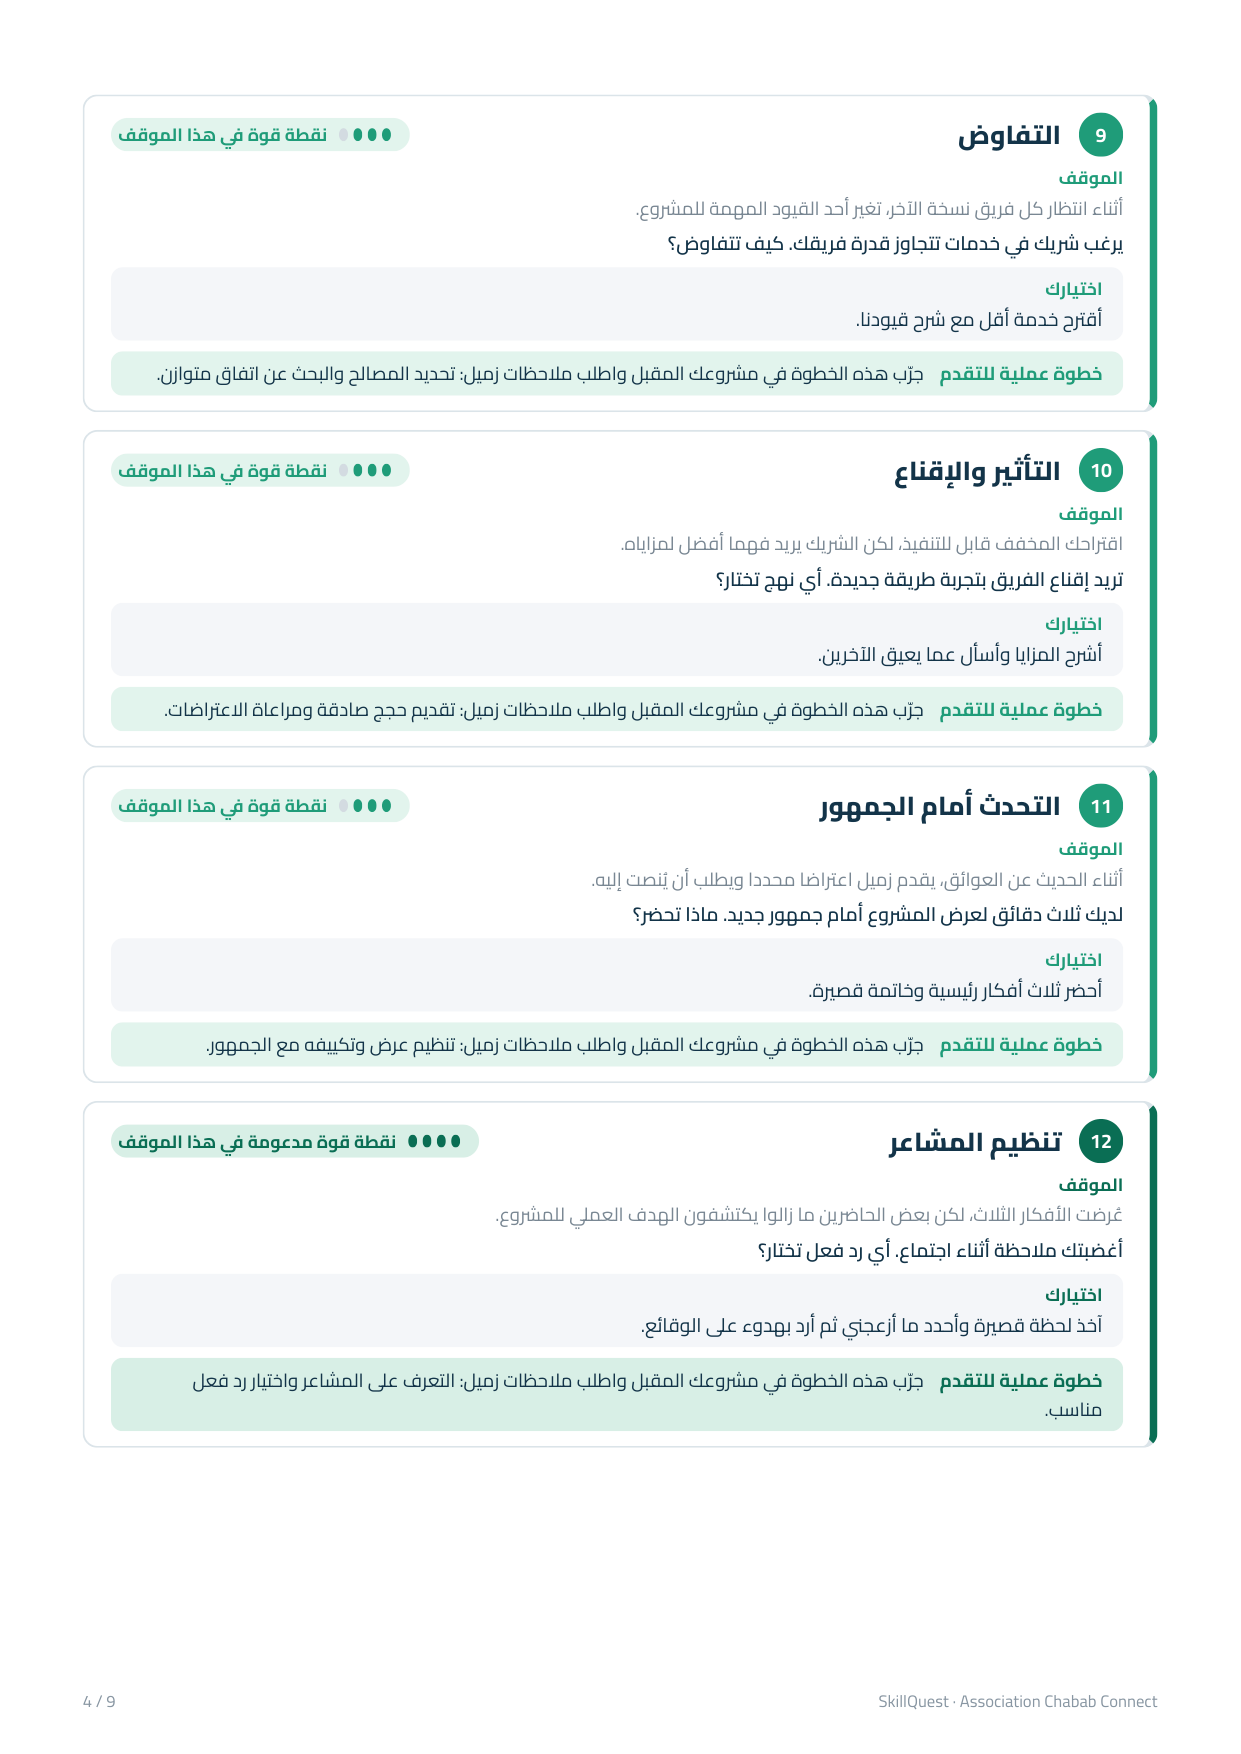 9 التفاوض نقطة قوة في هذا الموقف
الموقف
أثناء انتظار كل فريق نسخة الآخر، تغير أحد القيود المهمة للمشروع.
يرغب شريك في خدمات تتجاوز قدرة فريقك. كيف تتفاوض؟
اختيارك
أقترح خدمة أقل مع شرح قيودنا.
خطوة عملية للتقدم جرّب هذه الخطوة في مشروعك المقبل واطلب ملاحظات زميل: تحديد المصالح والبحث عن اتفاق متوازن.
10 التأثير والإقناع نقطة قوة في هذا الموقف
الموقف
اقتراحك المخفف قابل للتنفيذ، لكن الشريك يريد فهما أفضل لمزاياه.
تريد إقناع الفريق بتجربة طريقة جديدة. أي نهج تختار؟
اختيارك
أشرح المزايا وأسأل عما يعيق الآخرين.
خطوة عملية للتقدم جرّب هذه الخطوة في مشروعك المقبل واطلب ملاحظات زميل: تقديم حجج صادقة ومراعاة الاعتراضات.
11 التحدث أمام الجمهور نقطة قوة في هذا الموقف
الموقف
أثناء الحديث عن العوائق، يقدم زميل اعتراضا محددا ويطلب أن يُنصت إليه.
لديك ثلاث دقائق لعرض المشروع أمام جمهور جديد. ماذا تحضر؟
اختيارك
أحضر ثلاث أفكار رئيسية وخاتمة قصيرة.
خطوة عملية للتقدم جرّب هذه الخطوة في مشروعك المقبل واطلب ملاحظات زميل: تنظيم عرض وتكييفه مع الجمهور.
12 تنظيم المشاعر نقطة قوة مدعومة في هذا الموقف
الموقف
عُرضت الأفكار الثلاث، لكن بعض الحاضرين ما زالوا يكتشفون الهدف العملي للمشروع.
أغضبتك ملاحظة أثناء اجتماع. أي رد فعل تختار؟
اختيارك
آخذ لحظة قصيرة وأحدد ما أزعجني ثم أرد بهدوء على الوقائع.
خطوة عملية للتقدم جرّب هذه الخطوة في مشروعك المقبل واطلب ملاحظات زميل: التعرف على المشاعر واختيار رد فعل
مناسب.
SkillQuest · Association Chabab Connect
4 / 9